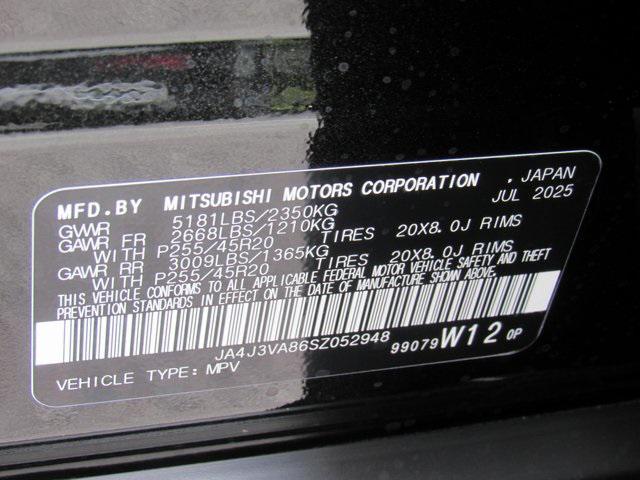 MFD.BY MITSUBISHI MOTORS CORPORATION , JAPAN
GVWR 5181LBS/2350KG JUL 2025
GAWR FR 2668LBS/1210KG
WITH P255/45R20 TIRES 20X8.0J RIMS
GAWR RR 3009LBS/1365KG
WITH P255/45R20 TIRES 20X8.0J RIMS
THIS VEHICLE CONFORMS TO ALL APPLICABLE FEDERAL MOTOR VEHICLE SAFETY AND THEFT
PREVENTION STANDARDS IN EFFECT ON THE DATE OF MANUFACTURE SHOWN ABOVE.
JA4J3VA86SZ052948 99079 W12 0P
VEHICLE TYPE: MPV